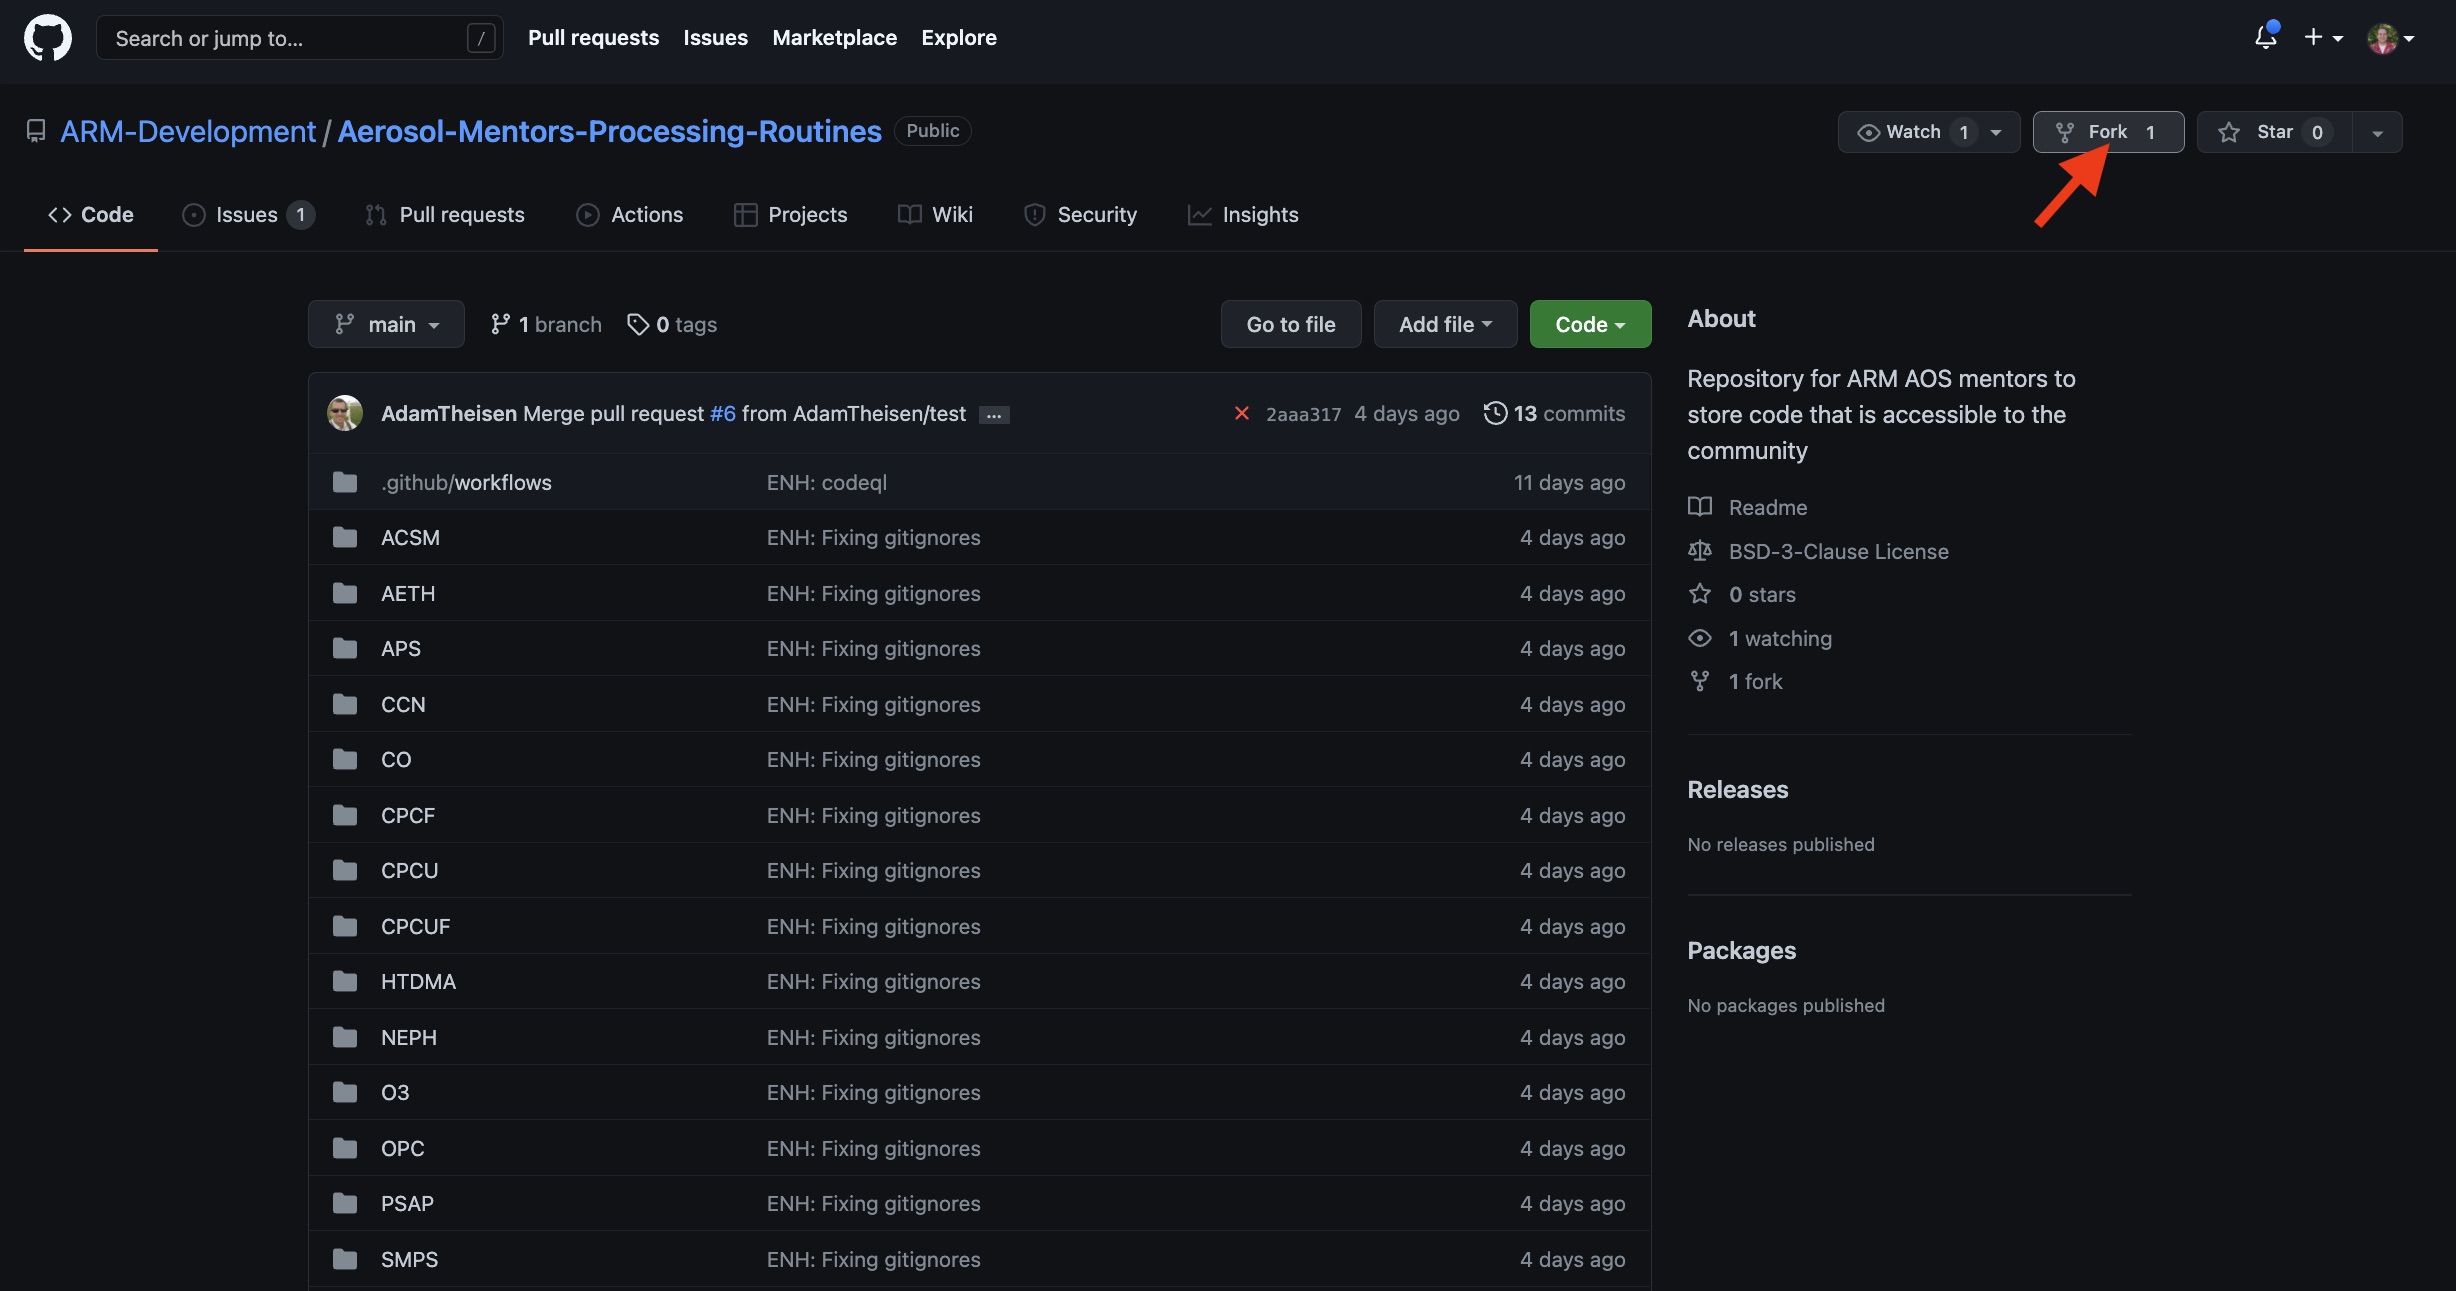 Search or jump to... / Pull requests Issues Marketplace Explore
ARM-Development / Aerosol-Mentors-Processing-Routines Public Watch 1 Fork 1 Star 0
Code Issues 1 Pull requests Actions Projects Wiki Security Insights
main 1 branch 0 tags Go to file Add file Code
AdamTheisen Merge pull request #6 from AdamTheisen/test ... 2aaa317 4 days ago 13 commits
.github/workflows ENH: codeql 11 days ago
ACSM ENH: Fixing gitignores 4 days ago
AETH ENH: Fixing gitignores 4 days ago
APS ENH: Fixing gitignores 4 days ago
CCN ENH: Fixing gitignores 4 days ago
CO ENH: Fixing gitignores 4 days ago
CPCF ENH: Fixing gitignores 4 days ago
CPCU ENH: Fixing gitignores 4 days ago
CPCUF ENH: Fixing gitignores 4 days ago
HTDMA ENH: Fixing gitignores 4 days ago
NEPH ENH: Fixing gitignores 4 days ago
O3 ENH: Fixing gitignores 4 days ago
OPC ENH: Fixing gitignores 4 days ago
PSAP ENH: Fixing gitignores 4 days ago
SMPS ENH: Fixing gitignores 4 days ago
About
Repository for ARM AOS mentors to
store code that is accessible to the
community
Readme
BSD-3-Clause License
0 stars
1 watching
1 fork
Releases
No releases published
Packages
No packages published